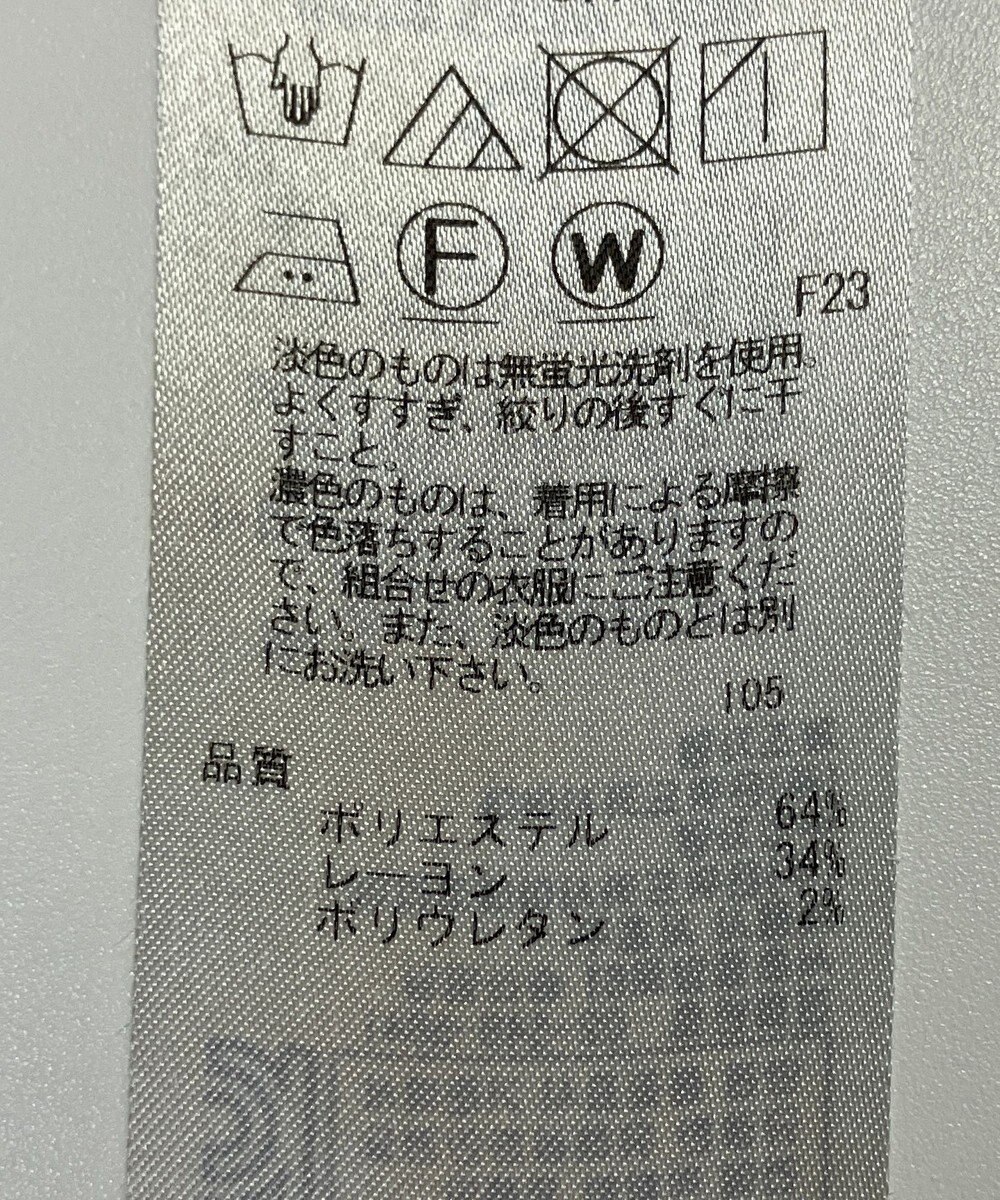 F
W
F23
淡色のものは無蛍光洗剤を使用。
よくすすぎ、絞りの後すぐに干
すこと。
濃色のものは、着用による摩擦
で色落ちすることがありますの
で、組合せの衣服にご注意くだ
さい。また、淡色のものとは別
にお洗い下さい。
I05
品質
ポリエステル 64%
レーヨン 34%
ポリウレタン 2%